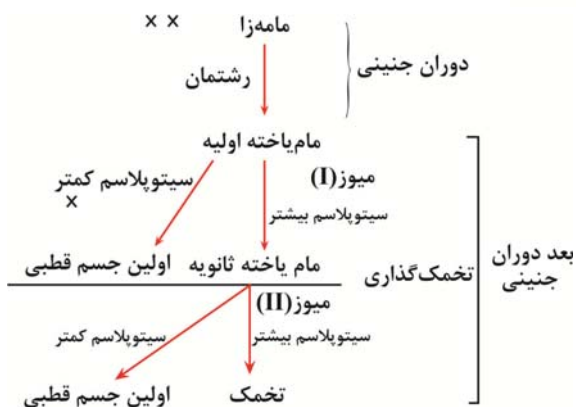 مامه‌زا × ×
دوران جنینی
رشتمان
مام‌یاخته اولیه
میوز(I) سیتوپلاسم کمتر
×
سیتوپلاسم بیشتر
بعد دوران جنینی
مام یاخته ثانویه اولین جسم قطبی
تخمک‌گذاری
میوز(II)
سیتوپلاسم بیشتر سیتوپلاسم کمتر
تخمک اولین جسم قطبی